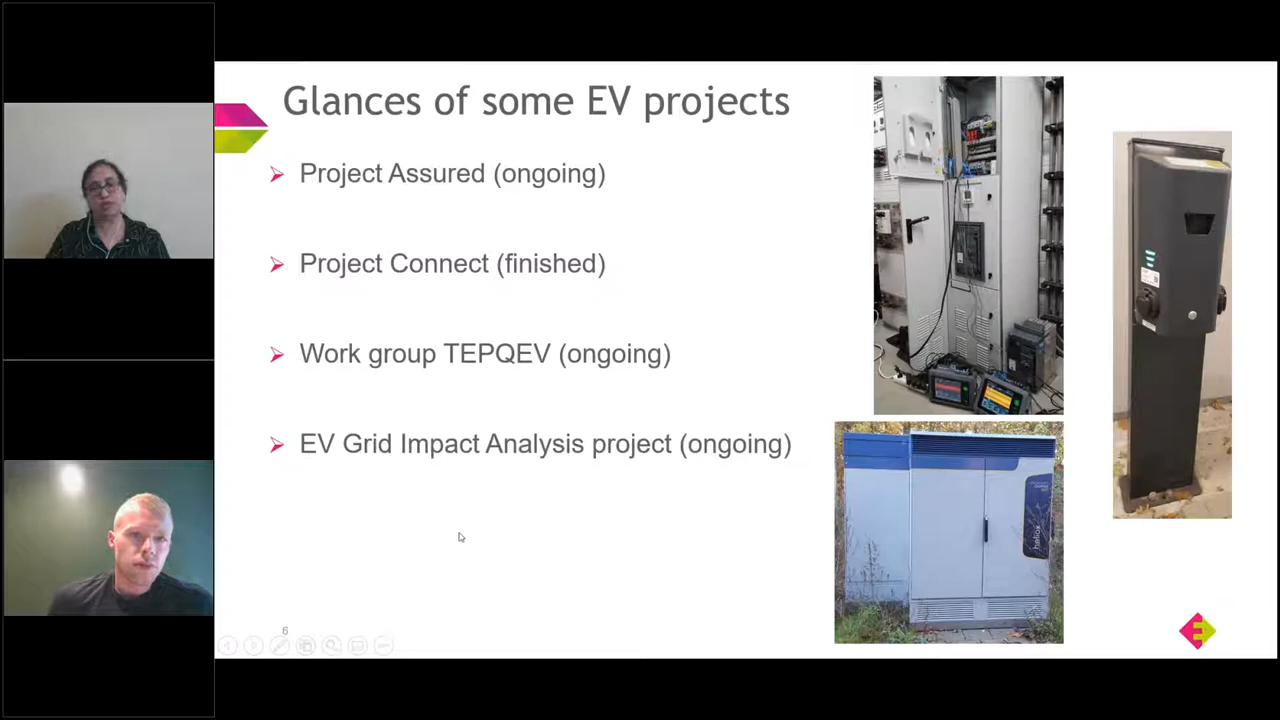 Glances of some EV projects
Project Assured (ongoing)
Project Connect (finished)
Work group TEPQEV (ongoing)
EV Grid Impact Analysis project (ongoing)
heliox
6